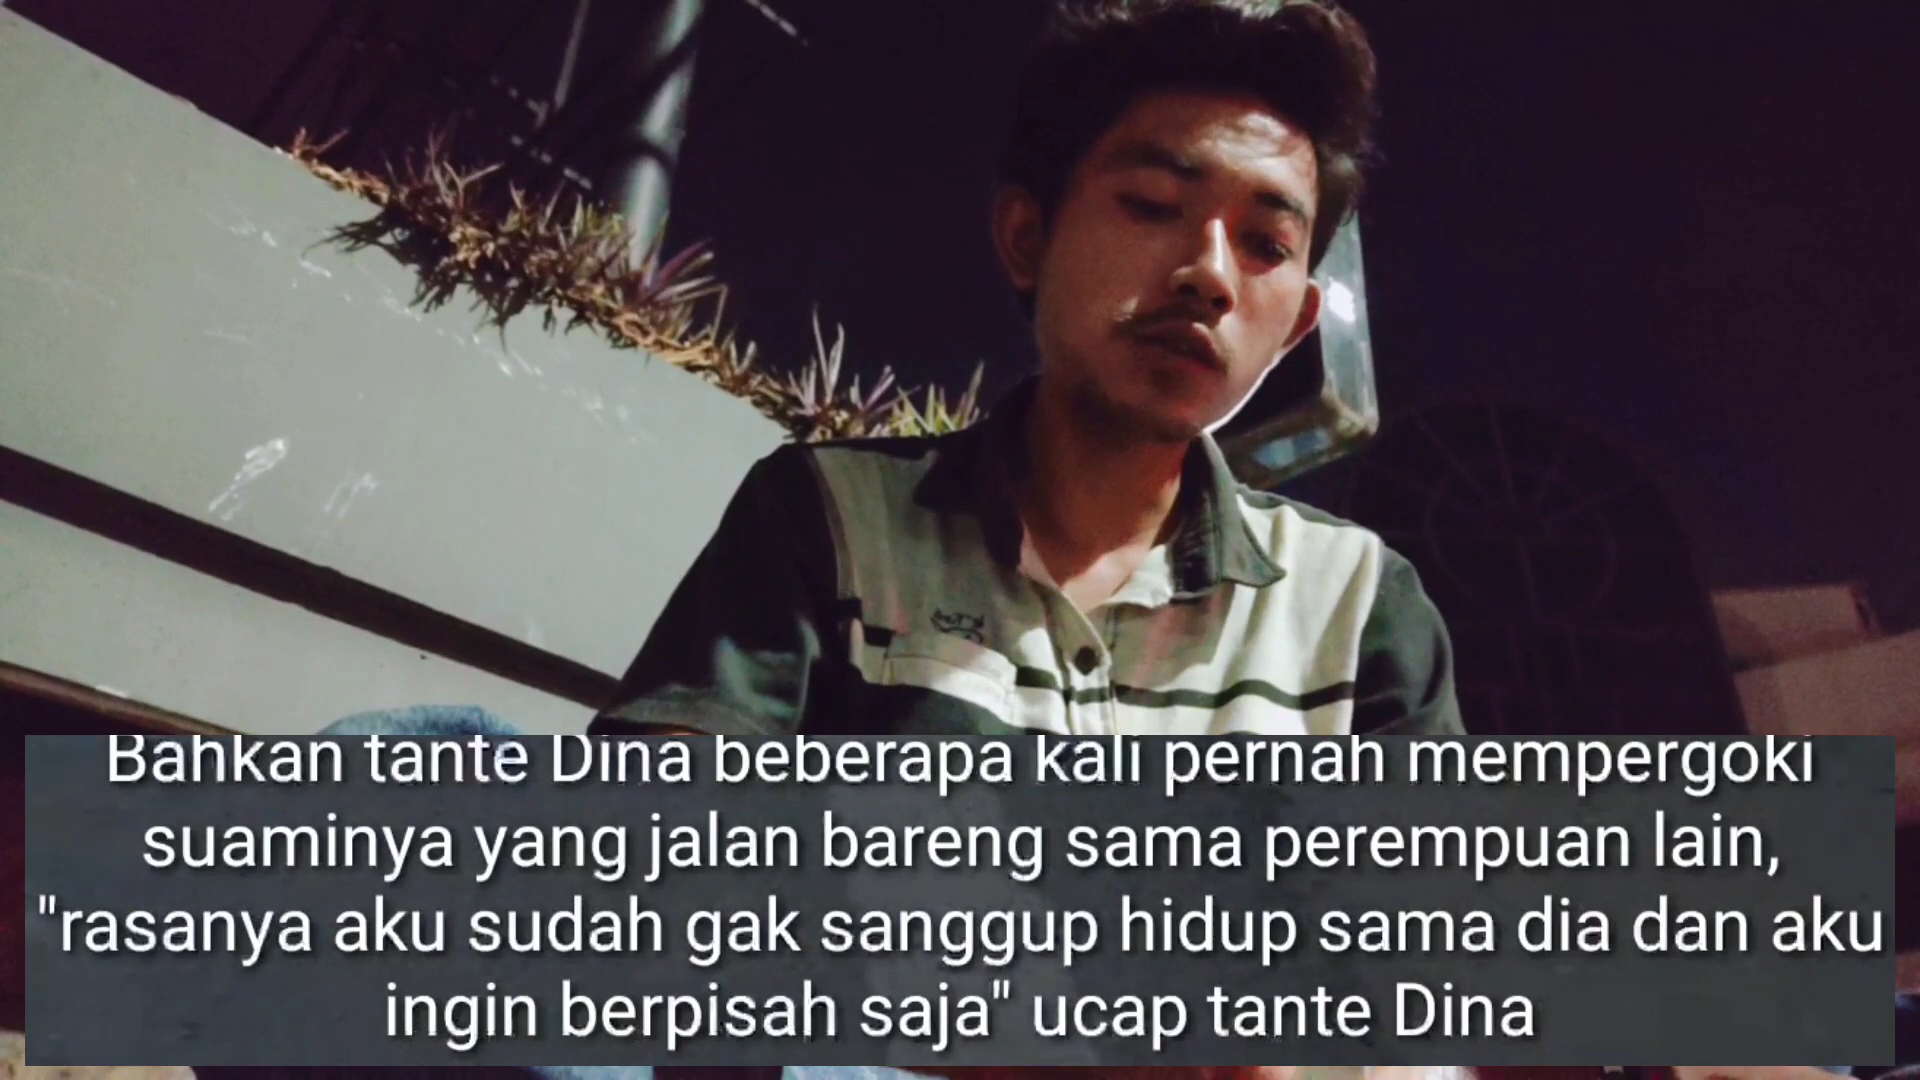 Bahkan tante Dina beberapa kali pernah mempergoki
suaminya yang jalan bareng sama perempuan lain,
"rasanya aku sudah gak sanggup hidup sama dia dan aku
ingin berpisah saja" ucap tante Dina